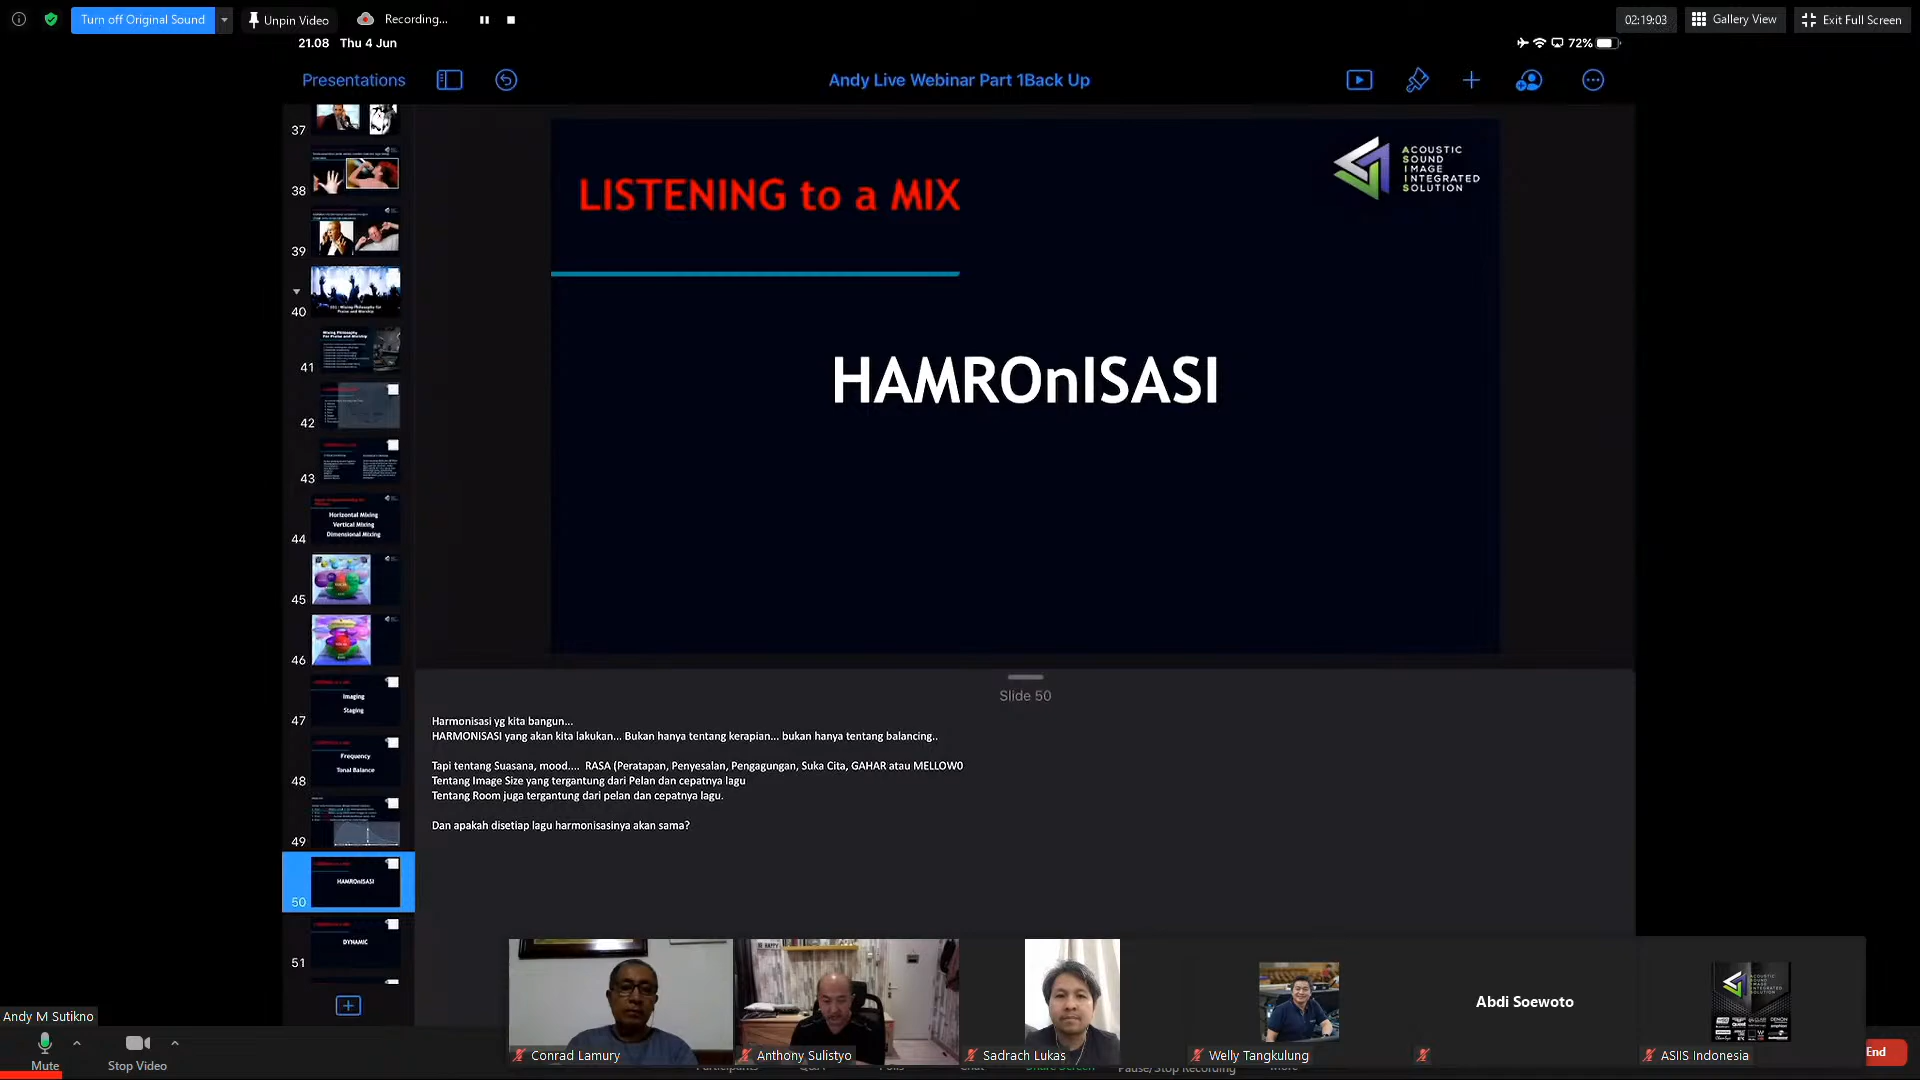 Turn off Original Sound
Unpin Video
Recording...
02:19:03
Gallery View
Exit Full Screen
21.08 Thu 4 Jun
72%
Presentations
Andy Live Webinar Part 1Back Up
37
38
39
40
41
42
43
44
Horizontal Mixing
Vertical Mixing
Dimensional Mixing
45
46
47
Imaging
Staging
48
Frequency
Tonal Balance
49
50
HAMROnISASI
51
DYNAMIC
LISTENING to a MIX
ACOUSTIC
SOUND
IMAGE
INTEGRATED
SOLUTION
HAMROnISASI
Slide 50
Harmonisasi yg kita bangun...
HARMONISASI yang akan kita lakukan... Bukan hanya tentang kerapian... bukan hanya tentang balancing..
Tapi tentang Suasana, mood.... RASA (Peratapan, Penyesalan, Pengagungan, Suka Cita, GAHAR atau MELLOW0
Tentang Image Size yang tergantung dari Pelan dan cepatnya lagu
Tentang Room juga tergantung dari pelan dan cepatnya lagu.
Dan apakah disetiap lagu harmonisasinya akan sama?
Andy M Sutikno
Mute
Stop Video
Conrad Lamury
Anthony Sulistyo
Sadrach Lukas
Welly Tangkulung
Abdi Soewoto
ASIIS Indonesia
End